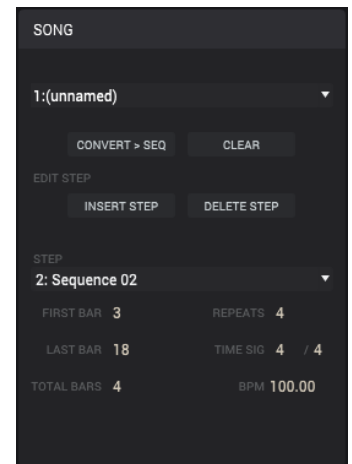 SONG
1:(unnamed)
CONVERT > SEQ CLEAR
EDIT STEP
INSERT STEP DELETE STEP
STEP
2: Sequence 02
FIRST BAR 3 REPEATS 4
LAST BAR 18 TIME SIG 4 / 4
TOTAL BARS 4 BPM 100.00